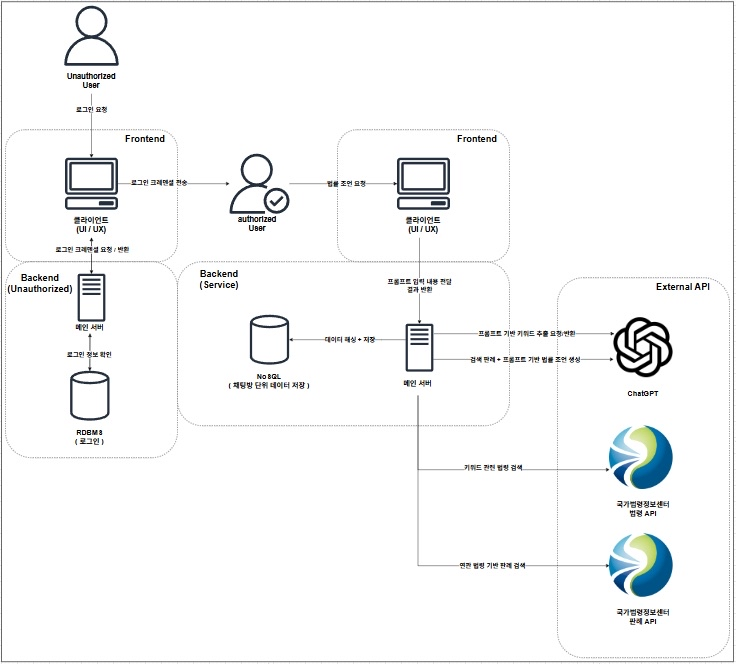 Unauthorized
User
로그인 요청
Frontend
클라이언트
(UI / UX)
로그인 크레덴셜 전송
authorized
User
법률 조언 요청
Frontend
클라이언트
(UI / UX)
로그인 크레덴셜 요청 / 반환
Backend
(Unauthorized)
메인 서버
로그인 정보 확인
RDBMS
( 로그인 )
Backend
(Service)
프롬프트 입력 내용 전달
결과 반환
NoSQL
( 채팅방 단위 데이터 저장 )
데이터 해싱 + 저장
메인 서버
프롬프트 기반 키워드 추출 요청/반환
검색 판례 + 프롬프트 기반 법률 조언 생성
키워드 관련 법령 검색
연관 법령 기반 판례 검색
External API
ChatGPT
국가법령정보센터
법령 API
국가법령정보센터
판례 API